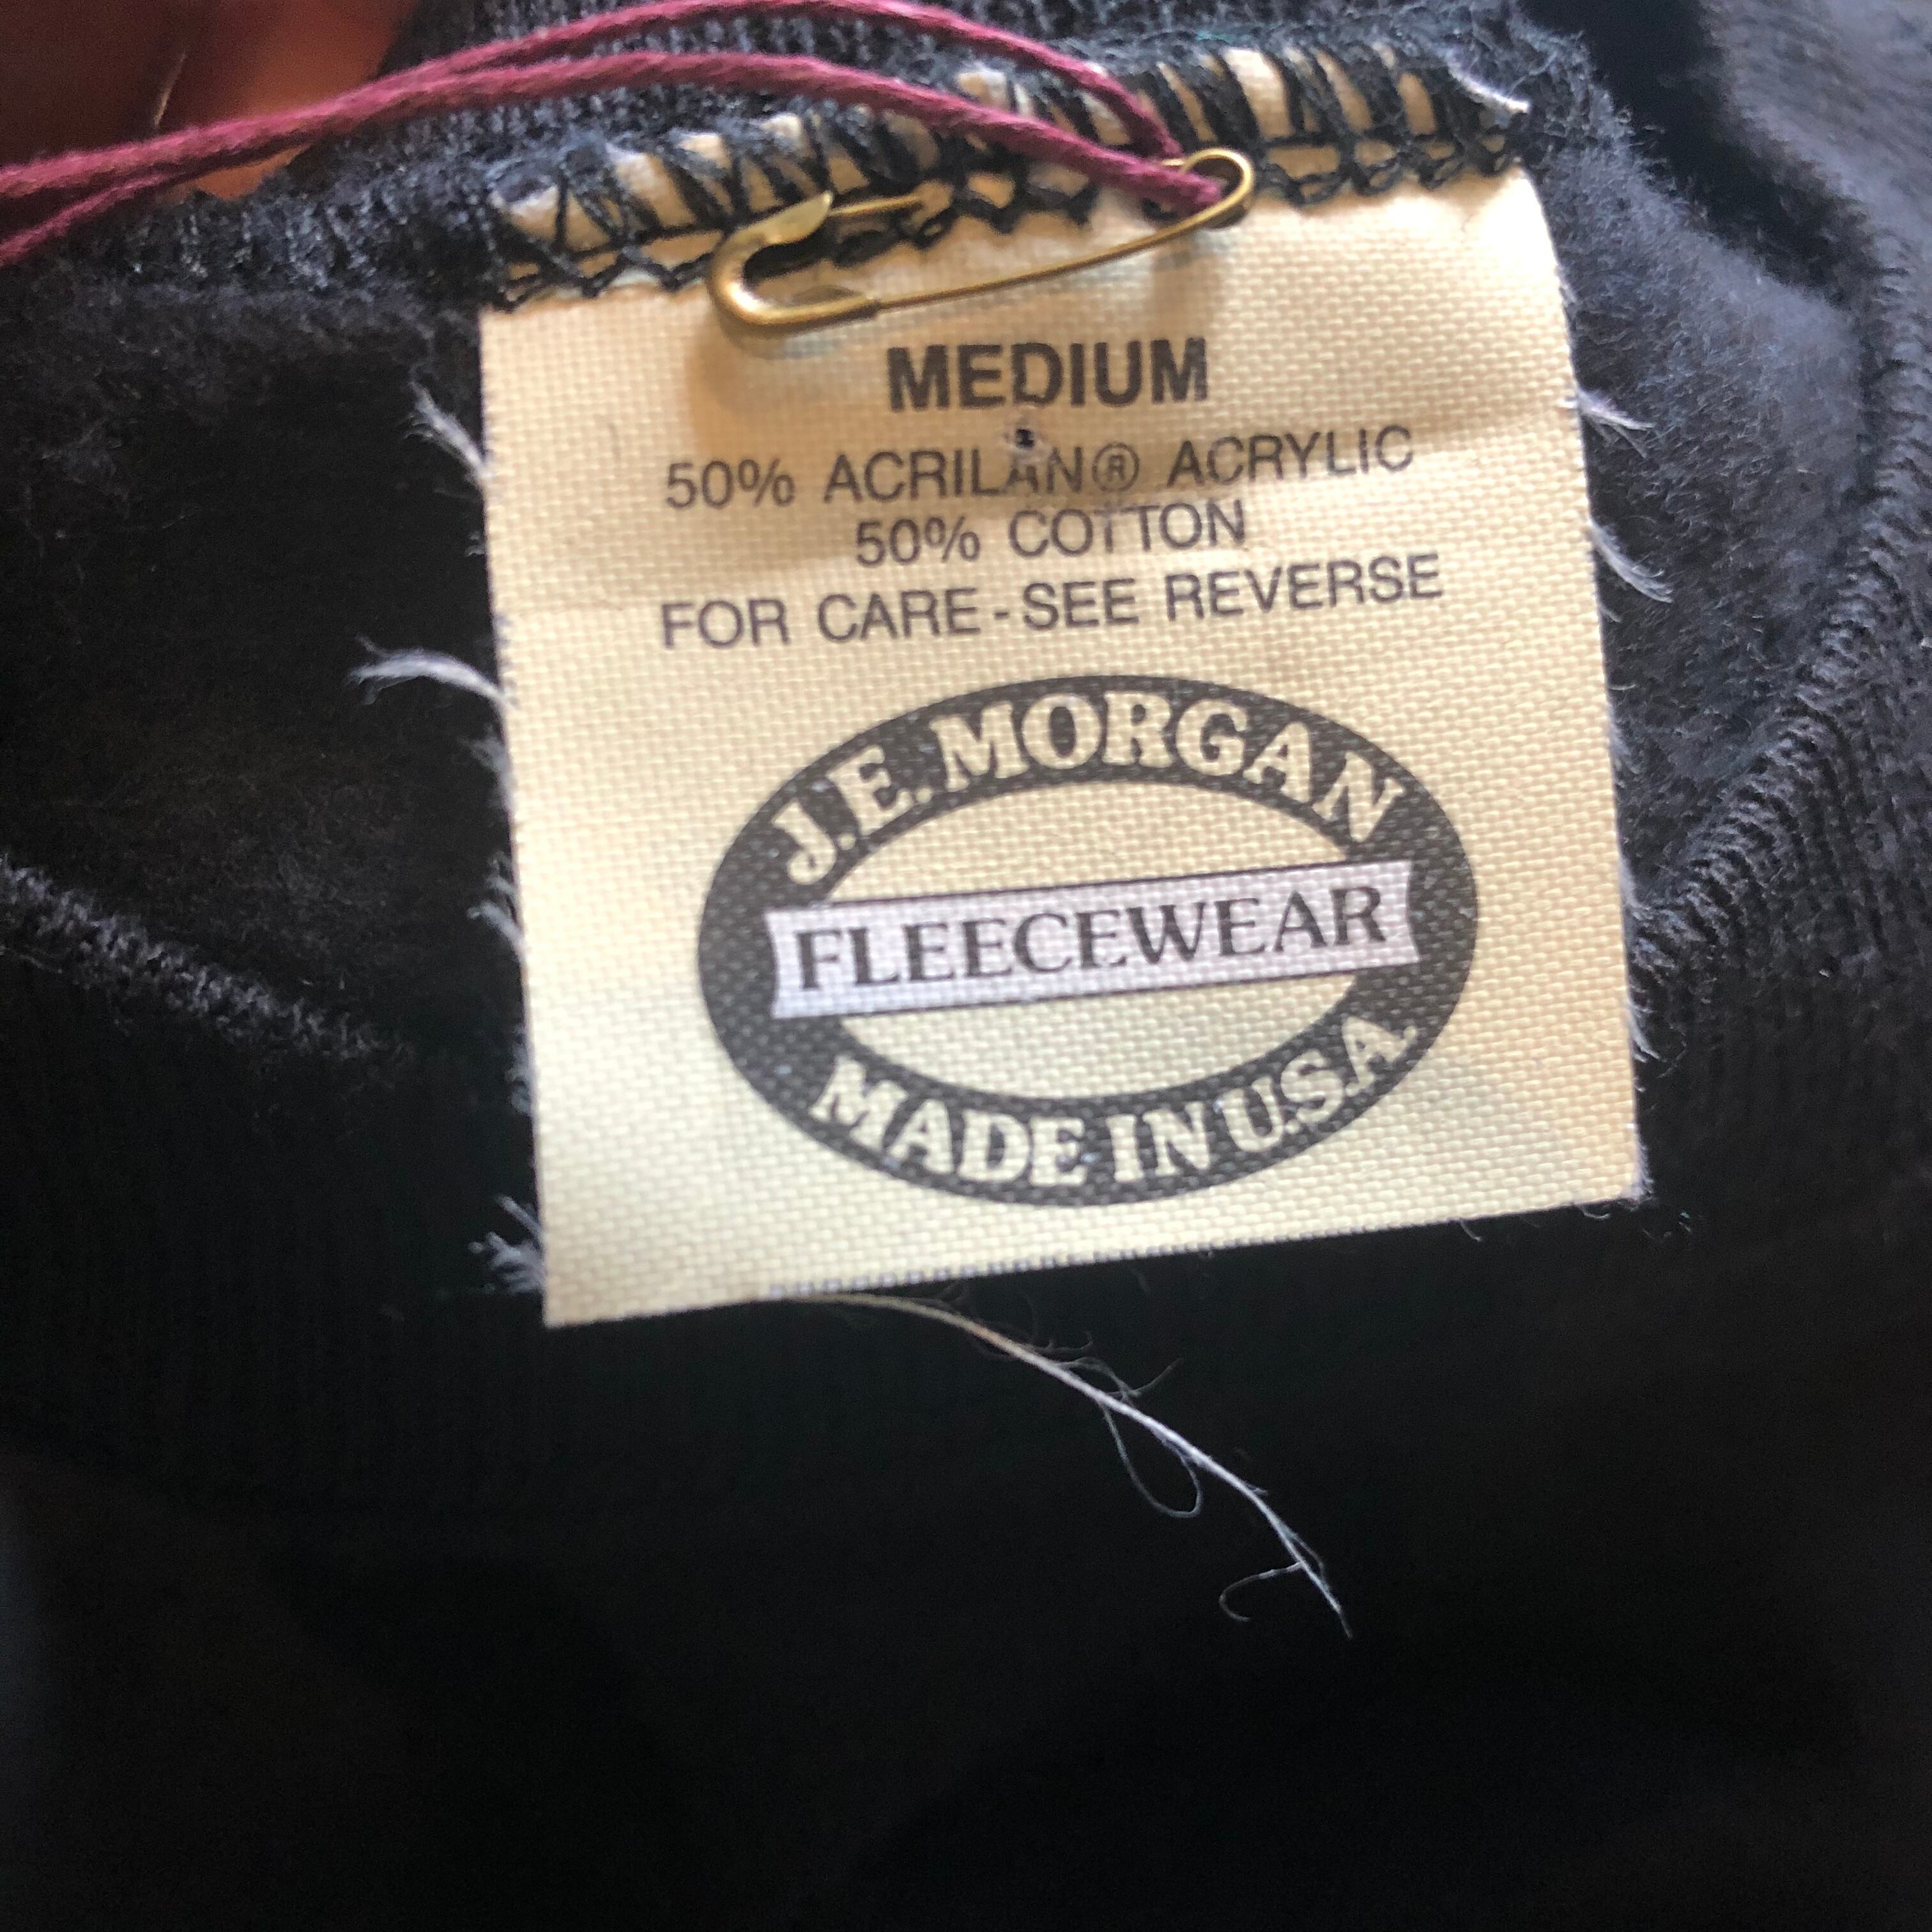 MEDIUM
50% ACRILAN® ACRYLIC
50% COTTON
FOR CARE-SEE REVERSE
J.E. MORGAN
FLEECEWEAR
MADE IN U.S.A.